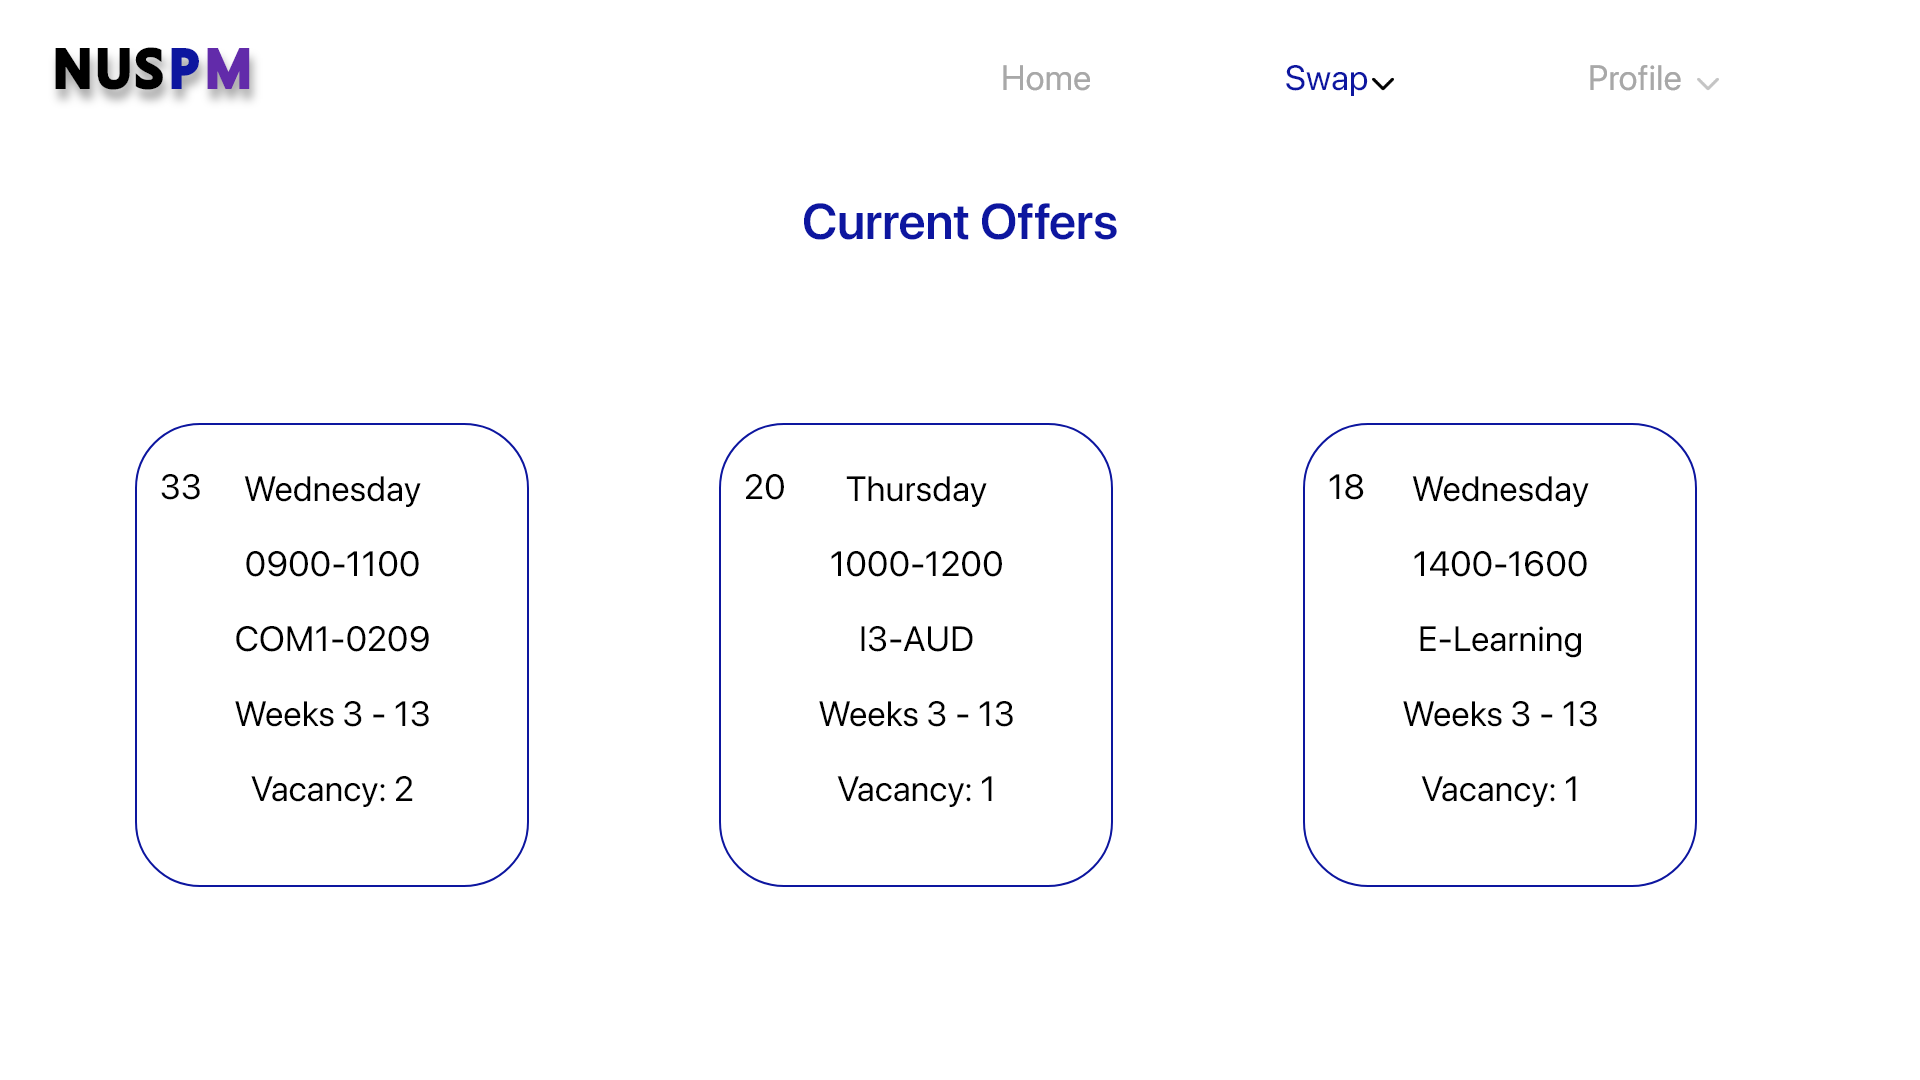 NUSPM
Home
Swap
Profile
Current Offers
33
Wednesday
0900-1100
COM1-0209
Weeks 3 - 13
Vacancy: 2
20
Thursday
1000-1200
I3-AUD
Weeks 3 - 13
Vacancy: 1
18
Wednesday
1400-1600
E-Learning
Weeks 3 - 13
Vacancy: 1